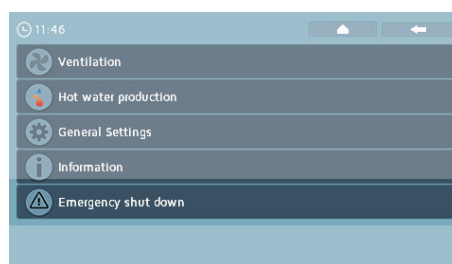 11:46
Ventilation
Hot water production
General Settings
Information
Emergency shut down